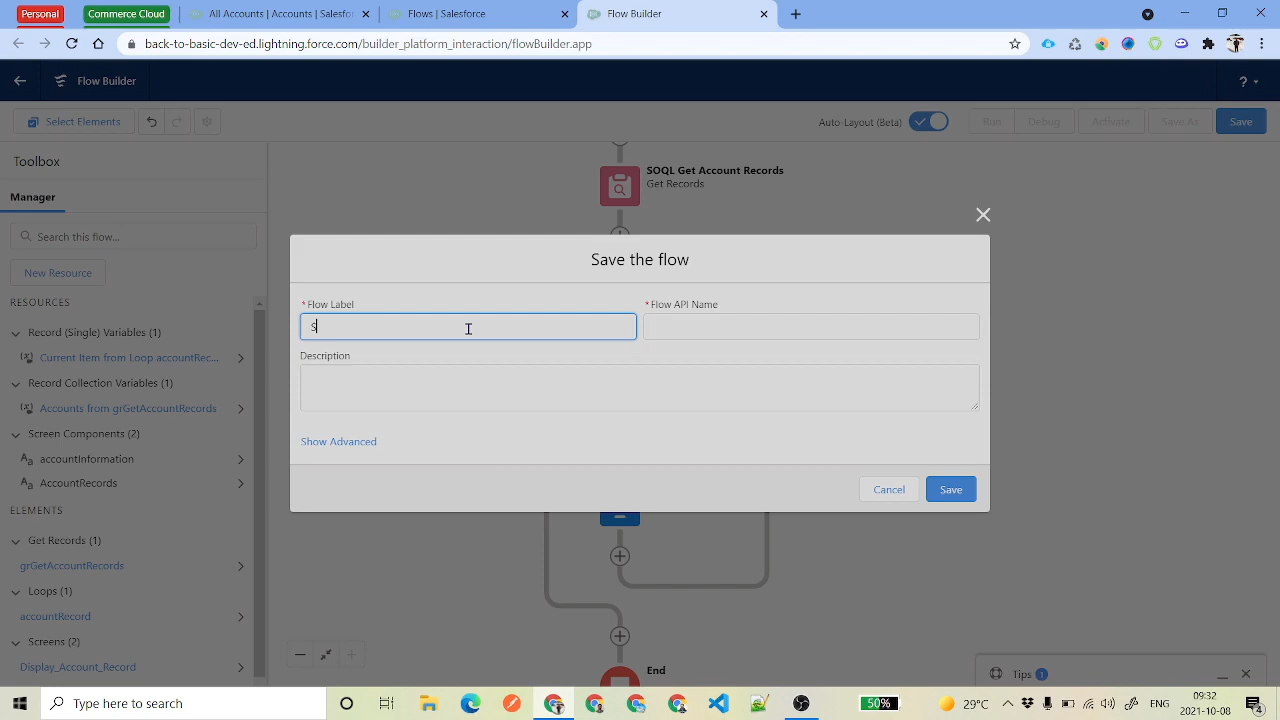 Personal
Commerce Cloud
All Accounts | Accounts | Salesfor
Flows | Salesforce
Flow Builder
back-to-basic-dev-ed.lightning.force.com/builder_platform_interaction/flowBuilder.app
Flow Builder
?
Select Elements
Auto-Layout (Beta)
Run
Debug
Activate
Save As
Save
Toolbox
Manager
Search this flow...
New Resource
RESOURCES
Record (Single) Variables (1)
Current Item from Loop accountRec...
Record Collection Variables (1)
Accounts from grGetAccountRecords
Screen Components (2)
accountInformation
AccountRecords
ELEMENTS
Get Records (1)
grGetAccountRecords
Loops (1)
accountRecord
Screens (2)
Display_Account_Record
SOQL Get Account Records
Get Records
Save the flow
*Flow Label
*Flow API Name
S
Description
Show Advanced
Cancel
Save
End
Tips 1
Type here to search
50%
29°C
ENG
09:32
2021-10-08
4